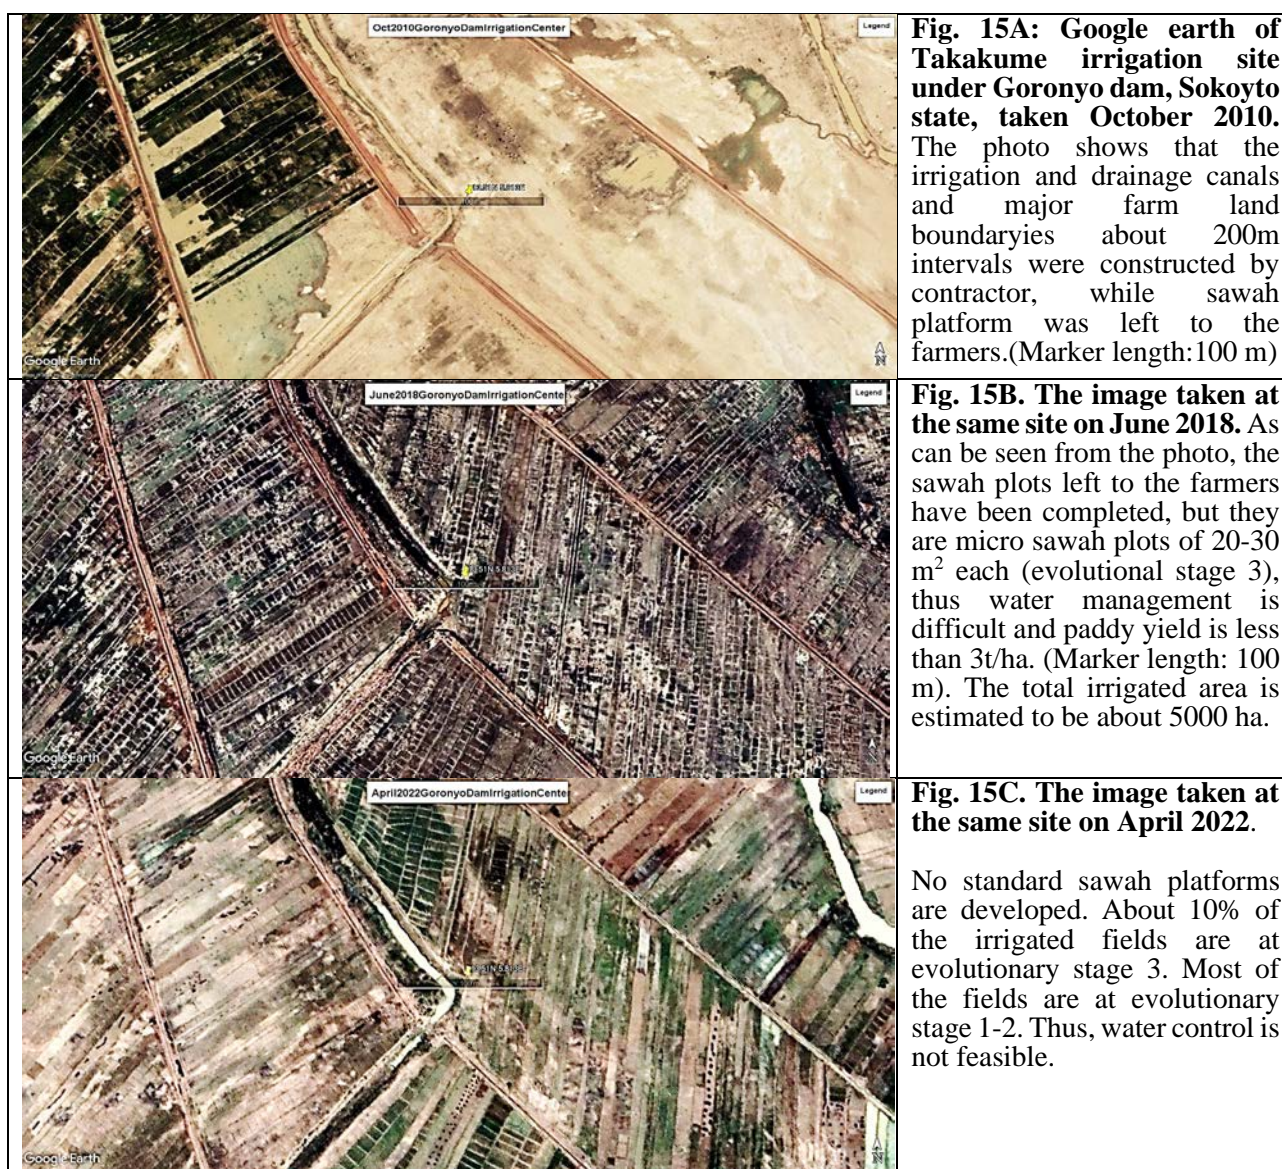 Oct2010GoronyoDamIrrigationCenter
Legend
Google Earth
N
Fig. 15A: Google earth of
Takakume irrigation site
under Goronyo dam, Sokoyto
state, taken October 2010.
The photo shows that the
irrigation and drainage canals
and major farm land
boundaryies about 200m
intervals were constructed by
contractor, while sawah
platform was left to the
farmers.(Marker length:100 m)
June2018GoronyoDamIrrigationCente
Legend
Google Earth
N
Fig. 15B. The image taken at
the same site on June 2018. As
can be seen from the photo, the
sawah plots left to the farmers
have been completed, but they
are micro sawah plots of 20-30
m² each (evolutional stage 3),
thus water management is
difficult and paddy yield is less
than 3t/ha. (Marker length: 100
m). The total irrigated area is
estimated to be about 5000 ha.
April2022GoronyoDamIrrigationCente
Legend
Google Earth
N
Fig. 15C. The image taken at
the same site on April 2022.
No standard sawah platforms
are developed. About 10% of
the irrigated fields are at
evolutionary stage 3. Most of
the fields are at evolutionary
stage 1-2. Thus, water control is
not feasible.